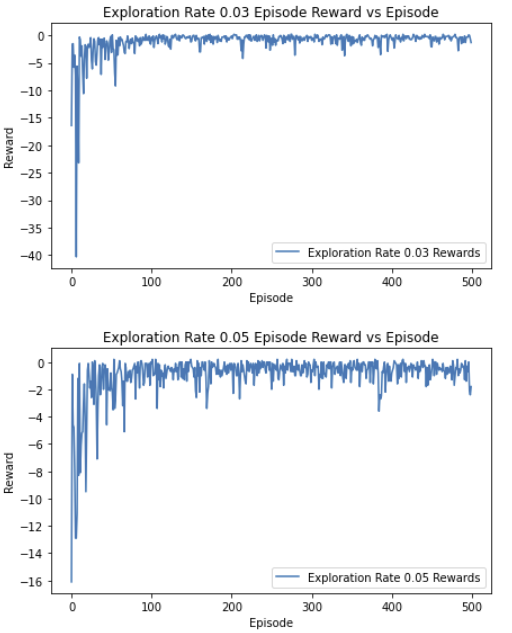 Exploration Rate 0.03 Episode Reward vs Episode
0
−5
−10
−15
−20
−25
−30
−35
−40
Reward
Exploration Rate 0.03 Rewards
0 100 200 300 400 500
Episode
Exploration Rate 0.05 Episode Reward vs Episode
0
−2
−4
−6
−8
−10
−12
−14
−16
Reward
Exploration Rate 0.05 Rewards
0 100 200 300 400 500
Episode